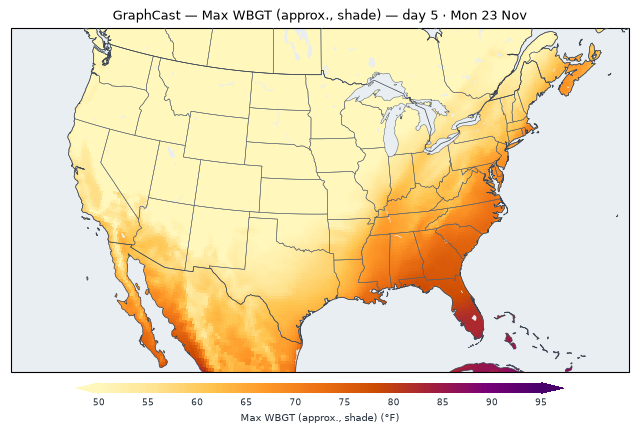 GraphCast — Max WBGT (approx., shade) — day 5 · Mon 23 Nov
50 55 60 65 70 75 80 85 90 95
Max WBGT (approx., shade) (°F)